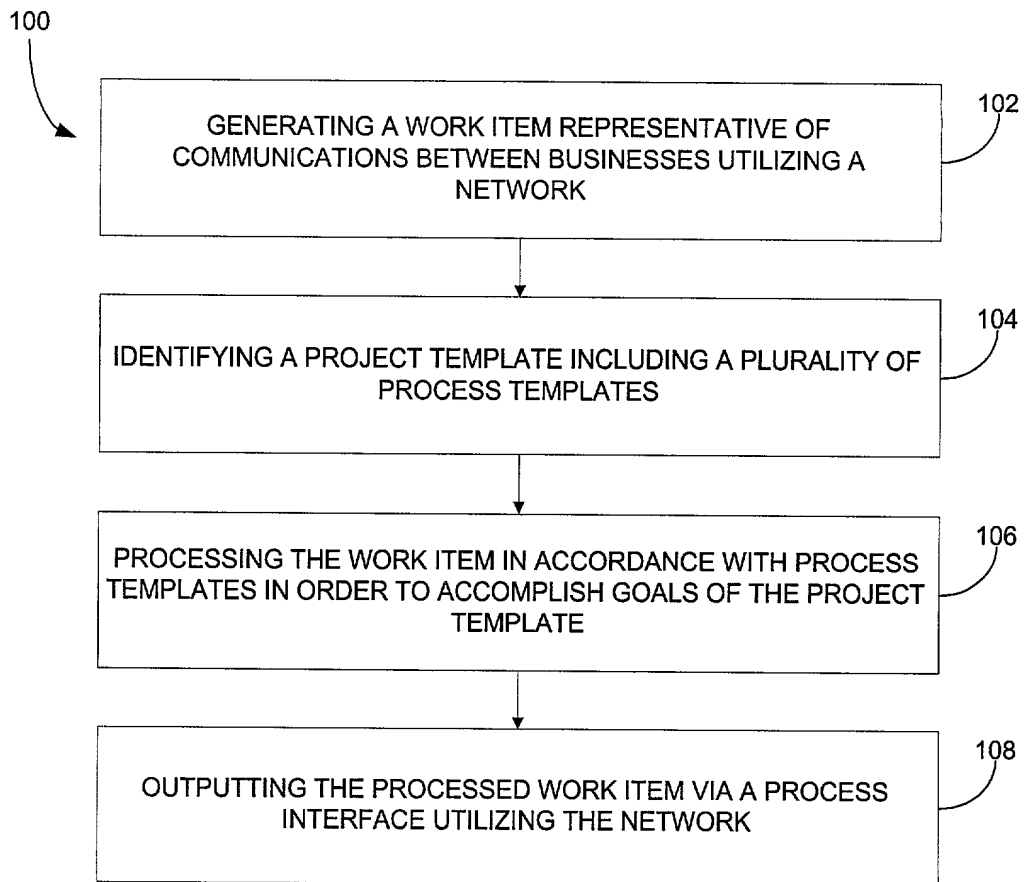 100
102
GENERATING A WORK ITEM REPRESENTATIVE OF
COMMUNICATIONS BETWEEN BUSINESSES UTILIZING A
NETWORK
104
IDENTIFYING A PROJECT TEMPLATE INCLUDING A PLURALITY OF
PROCESS TEMPLATES
106
PROCESSING THE WORK ITEM IN ACCORDANCE WITH PROCESS
TEMPLATES IN ORDER TO ACCOMPLISH GOALS OF THE PROJECT
TEMPLATE
108
OUTPUTTING THE PROCESSED WORK ITEM VIA A PROCESS
INTERFACE UTILIZING THE NETWORK